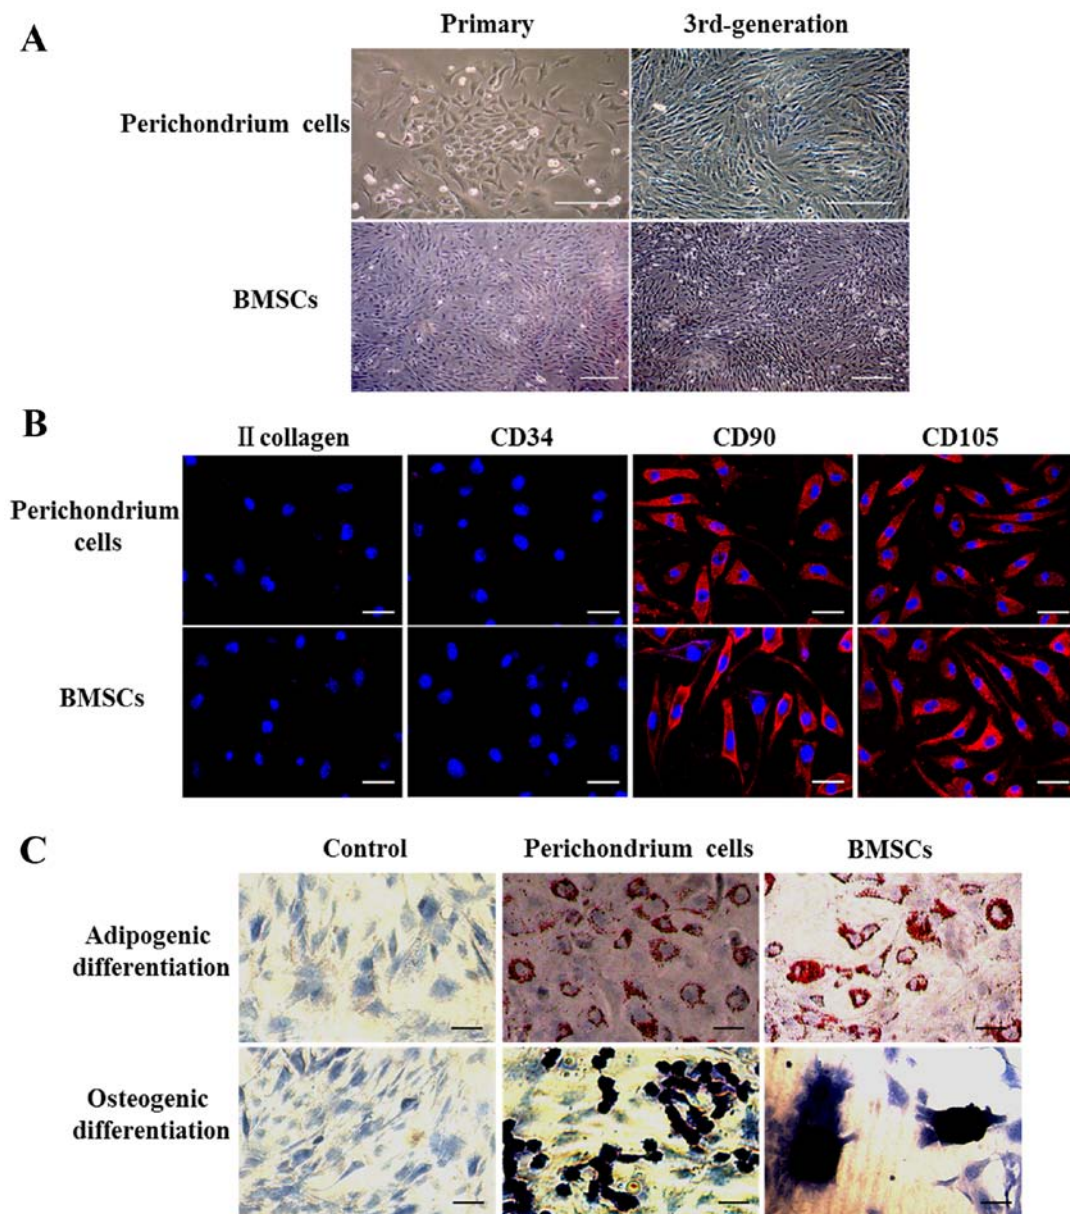 A
Primary
3rd-generation
Perichondrium cells
BMSCs
B
II collagen
CD34
CD90
CD105
Perichondrium
cells
BMSCs
C
Control
Perichondrium cells
BMSCs
Adipogenic
differentiation
Osteogenic
differentiation